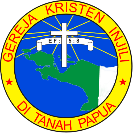 GEREJA KRISTEN INJILI
DI TANAH PAPUA